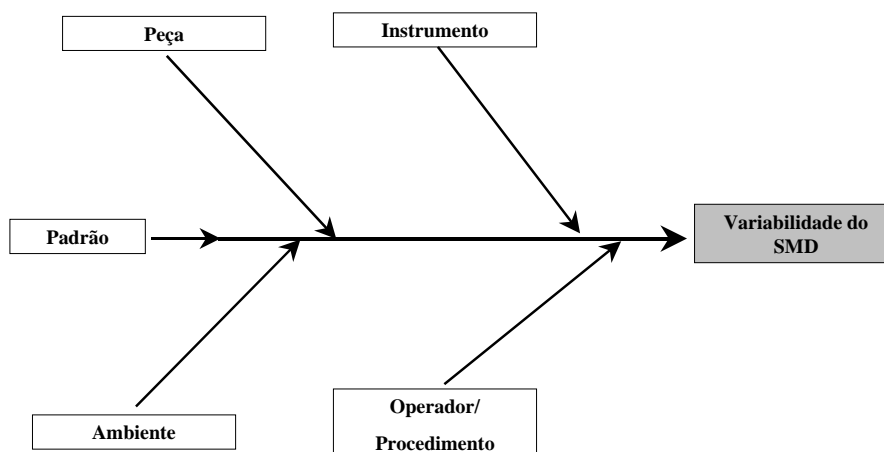 Peça
Instrumento
Padrão
Variabilidade do
SMD
Ambiente
Operador/
Procedimento